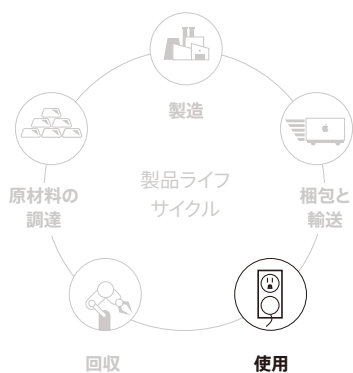 製造
原材料の
調達
製品ライフ
サイクル
梱包と
輸送
回収
使用